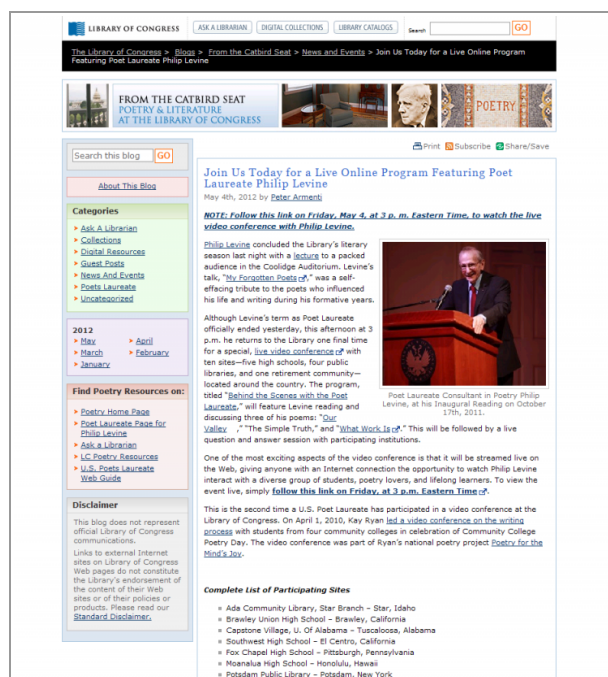 LIBRARY OF CONGRESS
ASK A LIBRARIAN
DIGITAL COLLECTIONS
LIBRARY CATALOGS
Search
GO
The Library of Congress > Blogs > From the Catbird Seat > News and Events > Join Us Today for a Live Online Program
Featuring Poet Laureate Philip Levine
FROM THE CATBIRD SEAT
POETRY & LITERATURE
AT THE LIBRARY OF CONGRESS
POETRY
Print Subscribe Share/Save
Search this blog GO
About This Blog
Categories
Ask A Librarian
Collections
Digital Resources
Guest Posts
News And Events
Poets Laureate
Uncategorized
2012
May
April
March
February
January
Find Poetry Resources on:
Poetry Home Page
Poet Laureate Page for
Philip Levine
Ask a Librarian
LC Poetry Resources
U.S. Poets Laureate
Web Guide
Disclaimer
This blog does not represent
official Library of Congress
communications.
Links to external Internet
sites on Library of Congress
Web pages do not constitute
the Library's endorsement of
the content of their Web
sites or of their policies or
products. Please read our
Standard Disclaimer.
Join Us Today for a Live Online Program Featuring Poet
Laureate Philip Levine
May 4th, 2012 by Peter Armenti
NOTE: Follow this link on Friday, May 4, at 3 p. m. Eastern Time, to watch the live
video conference with Philip Levine.
Philip Levine concluded the Library's literary
season last night with a lecture to a packed
audience in the Coolidge Auditorium. Levine's
talk, "My Forgotten Poets," was a self-
effacing tribute to the poets who influenced
his life and writing during his formative years.
Although Levine's term as Poet Laureate
officially ended yesterday, this afternoon at 3
p.m. he returns to the Library one final time
for a special, live video conference with
ten sites—five high schools, four public
libraries, and one retirement community—
located around the country. The program,
titled "Behind the Scenes with the Poet
Laureate," will feature Levine reading and
discussing three of his poems: "Our
Valley ," "The Simple Truth," and "What Work Is." This will be followed by a live
question and answer session with participating institutions.
Poet Laureate Consultant in Poetry Philip
Levine, at his Inaugural Reading on October
17th, 2011.
One of the most exciting aspects of the video conference is that it will be streamed live on
the Web, giving anyone with an Internet connection the opportunity to watch Philip Levine
interact with a diverse group of students, poetry lovers, and lifelong learners. To view the
event live, simply follow this link on Friday, at 3 p.m. Eastern Time.
This is the second time a U.S. Poet Laureate has participated in a video conference at the
Library of Congress. On April 1, 2010, Kay Ryan led a video conference on the writing
process with students from four community colleges in celebration of Community College
Poetry Day. The video conference was part of Ryan's national poetry project Poetry for the
Mind's Joy.
Complete List of Participating Sites
Ada Community Library, Star Branch – Star, Idaho
Brawley Union High School – Brawley, California
Capstone Village, U. Of Alabama – Tuscaloosa, Alabama
Southwest High School – El Centro, California
Fox Chapel High School – Pittsburgh, Pennsylvania
Moanalua High School – Honolulu, Hawaii
Potsdam Public Library – Potsdam, New York